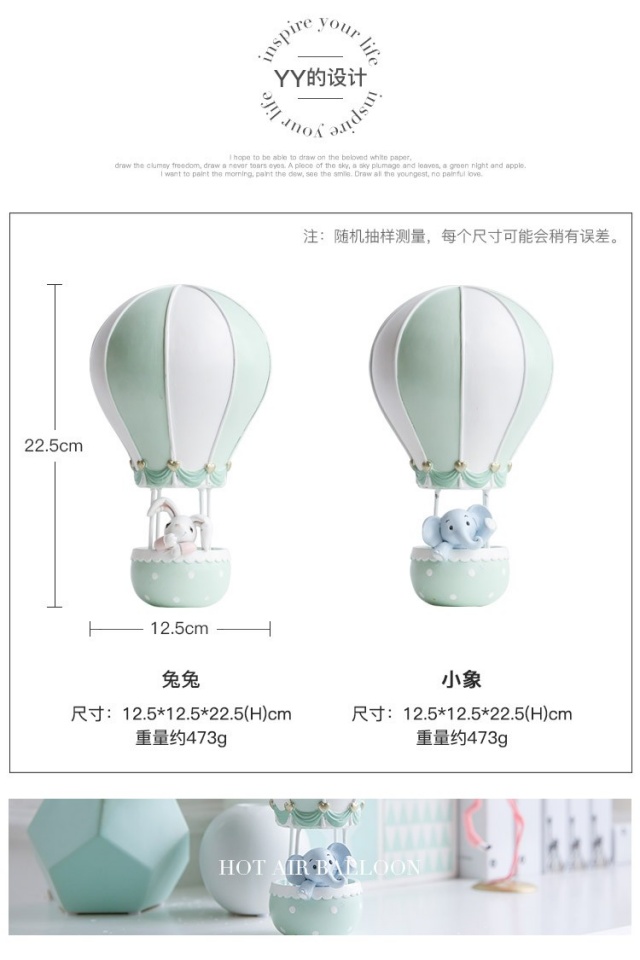 inspire your life
YY的设计
inspire your life
inspire your life
I hope to be able to draw on the beloved white paper,
draw the clumsy freedom, draw a never tears eyes. A piece of the sky, a sky plumage and leaves, a green night and apple.
I want to paint the morning, paint the dew, see the smile. Draw all the youngest, no painful love.
注：随机抽样测量，每个尺寸可能会稍有误差。
22.5cm
12.5cm
兔兔
小象
尺寸：12.5*12.5*22.5(H)cm
尺寸：12.5*12.5*22.5(H)cm
重量约473g
重量约473g
HOT AIR BALLOON